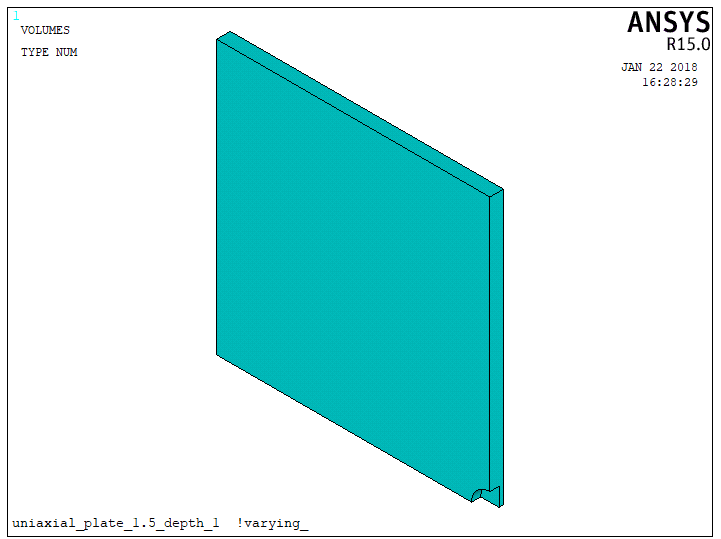 1
VOLUMES
TYPE NUM
ANSYS
R15.0
JAN 22 2018
16:28:29
uniaxial_plate_1.5_depth_1  !varying_